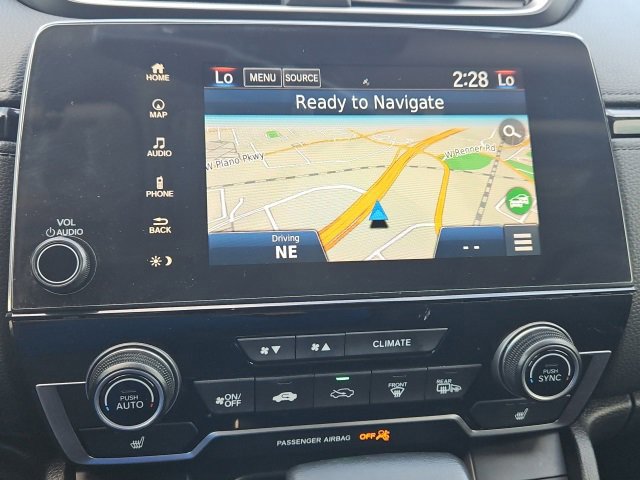 Lo MENU SOURCE 2:28 Lo
Ready to Navigate
HOME
MAP
AUDIO
PHONE
BACK
VOL
AUDIO
W Plano Pkwy
W Renner Rd
Driving
NE
--
CLIMATE
PUSH
AUTO
ON/
OFF
FRONT
REAR
PUSH
SYNC
PASSENGER AIRBAG OFF